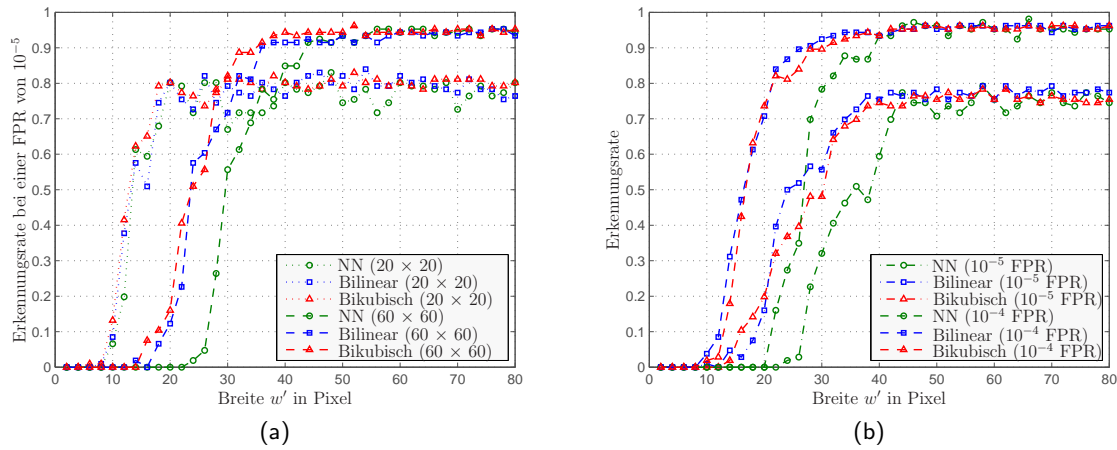 Erkennungsrate bei einer FPR von 10⁻⁵
1
0.9
0.8
0.7
0.6
0.5
0.4
0.3
0.2
0.1
0
0 10 20 30 40 50 60 70 80
Breite w′ in Pixel
NN (20 × 20)
Bilinear (20 × 20)
Bikubisch (20 × 20)
NN (60 × 60)
Bilinear (60 × 60)
Bikubisch (60 × 60)
(a)
Erkennungsrate
1
0.9
0.8
0.7
0.6
0.5
0.4
0.3
0.2
0.1
0
0 10 20 30 40 50 60 70 80
Breite w′ in Pixel
NN (10⁻⁵ FPR)
Bilinear (10⁻⁵ FPR)
Bikubisch (10⁻⁵ FPR)
NN (10⁻⁴ FPR)
Bilinear (10⁻⁴ FPR)
Bikubisch (10⁻⁴ FPR)
(b)